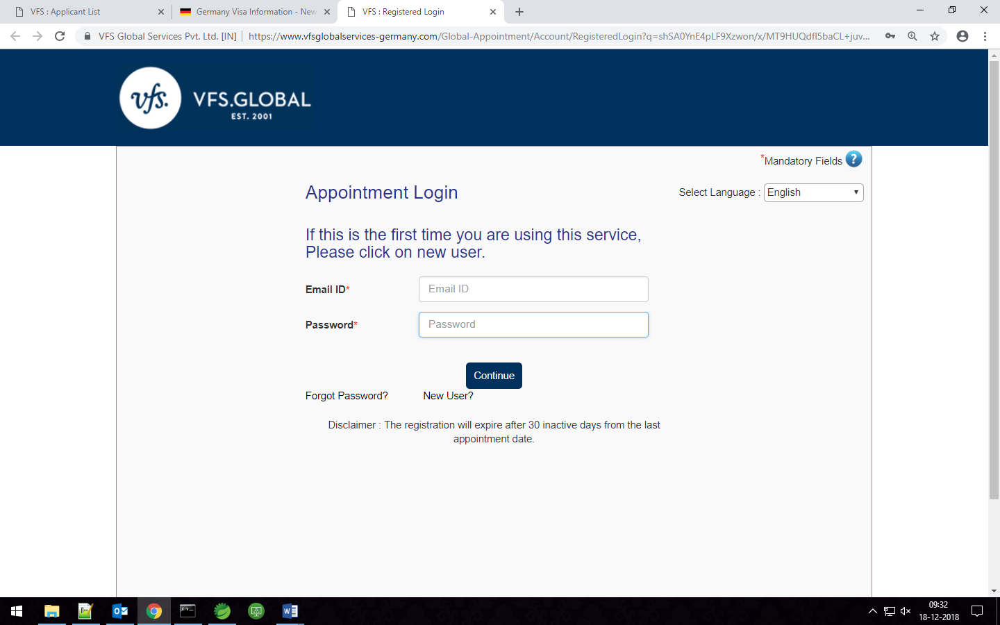 VFS : Applicant List
Germany Visa Information - New
VFS : Registered Login
VFS Global Services Pvt. Ltd. [IN]
https://www.vfsglobalservices-germany.com/Global-Appointment/Account/RegisteredLogin?q=shSA0YnE4pLF9Xzwon/x/MT9HUQdfI5baCL+juv...
vfs.
VFS.GLOBAL
EST. 2001
*Mandatory Fields ?
Appointment Login
Select Language : English
If this is the first time you are using this service,
Please click on new user.
Email ID*
Email ID
Password*
Password
Continue
Forgot Password?
New User?
Disclaimer : The registration will expire after 30 inactive days from the last
appointment date.
09:32
18-12-2018